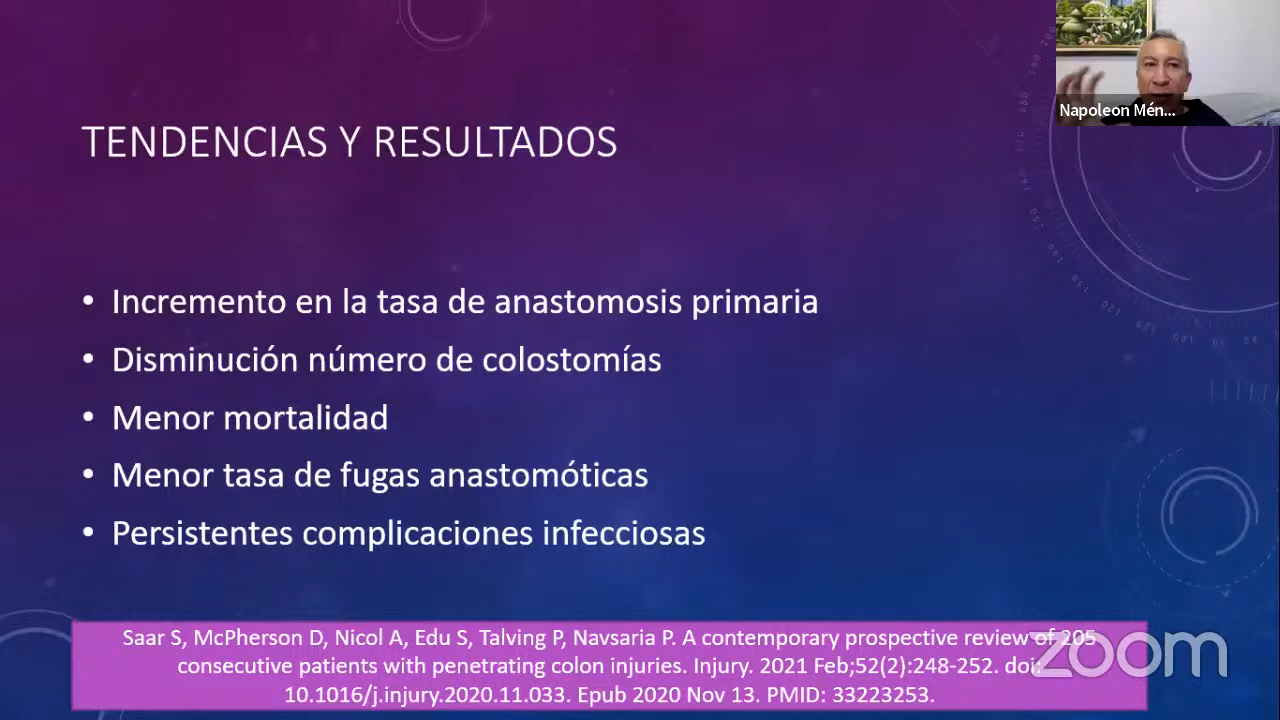 Napoleon Mén...
TENDENCIAS Y RESULTADOS
• Incremento en la tasa de anastomosis primaria
• Disminución número de colostomías
• Menor mortalidad
• Menor tasa de fugas anastomóticas
• Persistentes complicaciones infecciosas
Saar S, McPherson D, Nicol A, Edu S, Talving P, Navsaria P. A contemporary prospective review of 205
consecutive patients with penetrating colon injuries. Injury. 2021 Feb;52(2):248-252. doi:
10.1016/j.injury.2020.11.033. Epub 2020 Nov 13. PMID: 33223253.
zoom